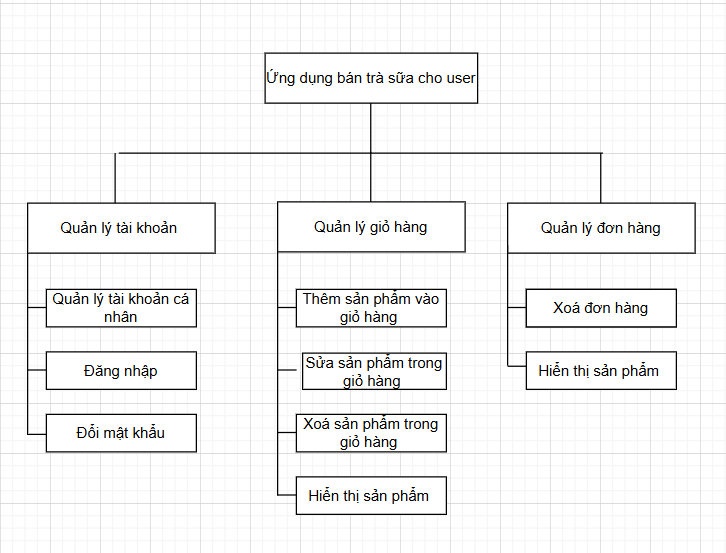 Ứng dụng bán trà sữa cho user
Quản lý tài khoản
Quản lý tài khoản cá
nhân
Đăng nhập
Đổi mật khẩu
Quản lý giỏ hàng
Thêm sản phẩm vào
giỏ hàng
Sửa sản phẩm trong
giỏ hàng
Xoá sản phẩm trong
giỏ hàng
Hiển thị sản phẩm
Quản lý đơn hàng
Xoá đơn hàng
Hiển thị sản phẩm